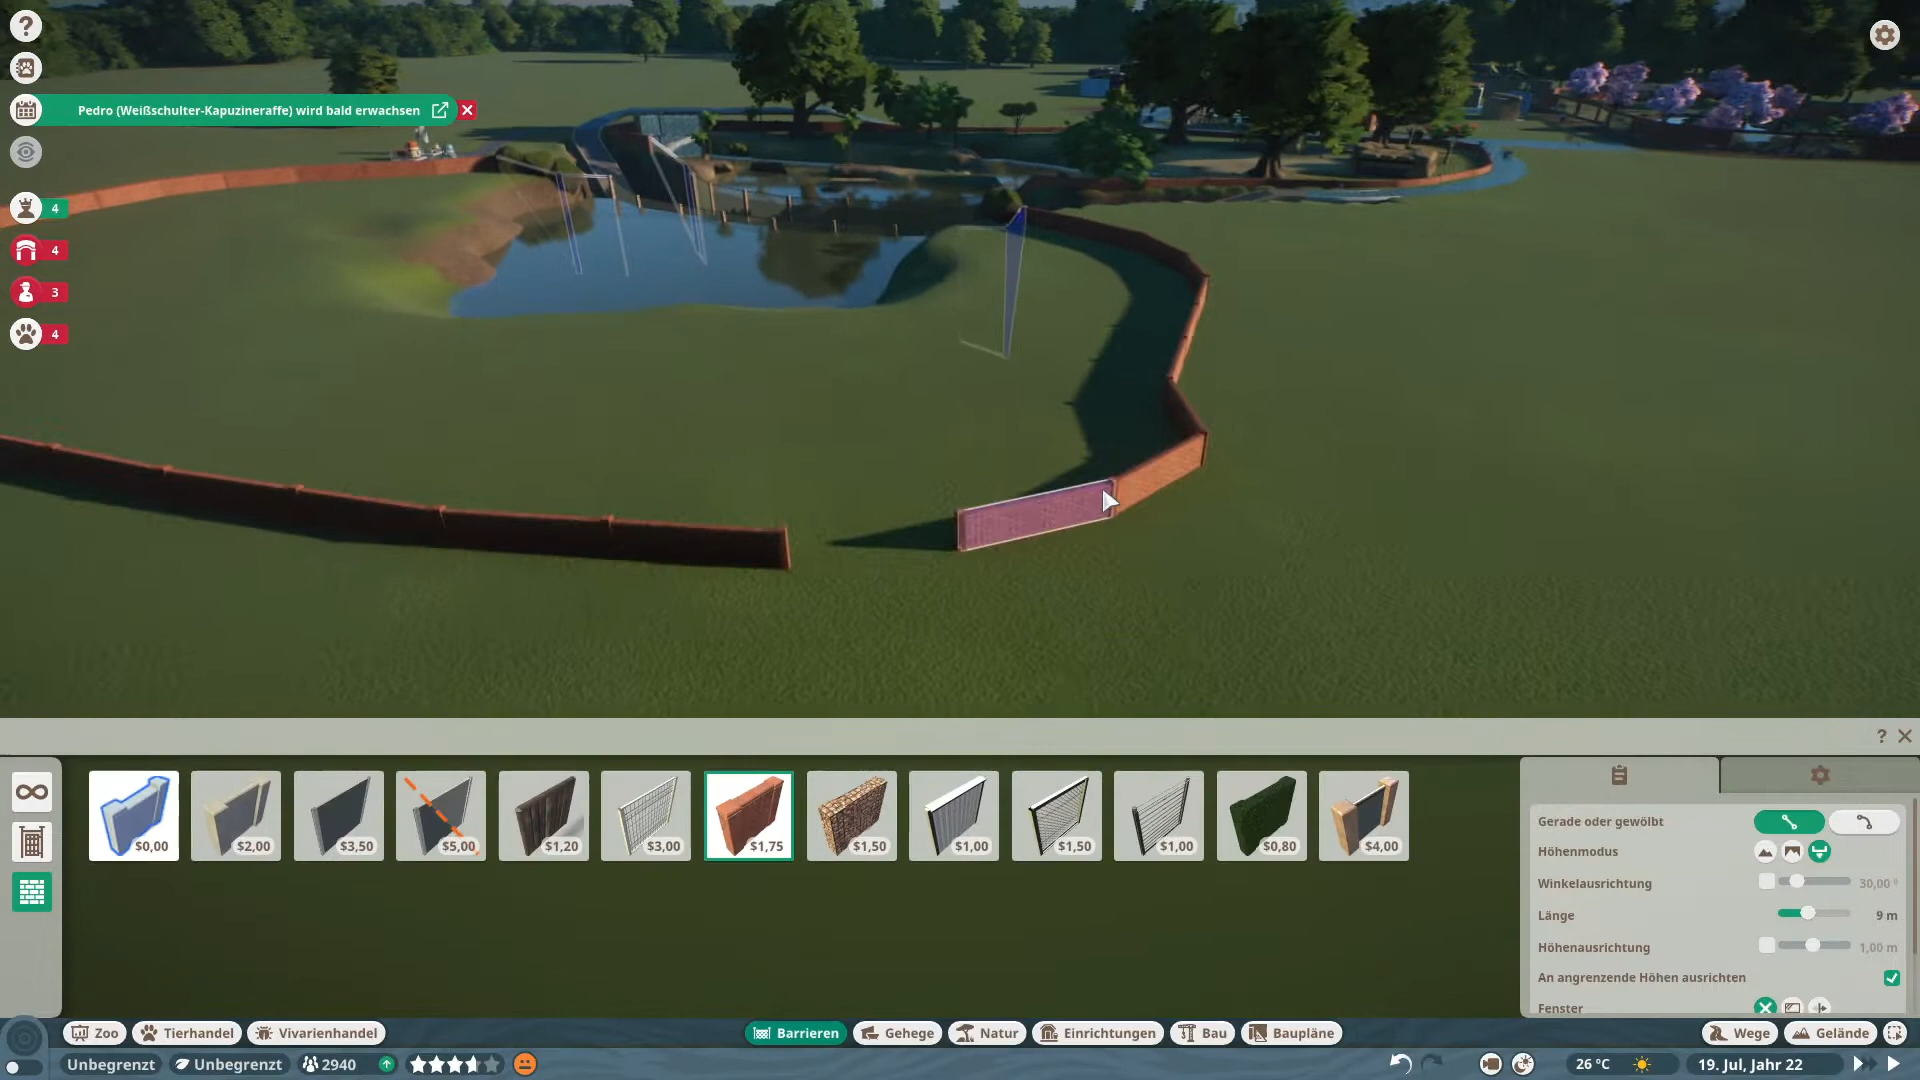 ?
Pedro (Weißschulter-Kapuzineraffe) wird bald erwachsen
4
4
3
4
?
$0,00
$2,00
$3,50
$5,00
$1,20
$3,00
$1,75
$1,50
$1,00
$1,50
$1,00
$0,80
$4,00
Gerade oder gewölbt
Höhenmodus
Winkelausrichtung 30,00 °
Länge 9 m
Höhenausrichtung 1,00 m
An angrenzende Höhen ausrichten
Fenster
Zoo Tierhandel Vivarienhandel Barrieren Gehege Natur Einrichtungen Bau Baupläne Wege Gelände
Unbegrenzt Unbegrenzt 2940 26 °C 19. Jul, Jahr 22